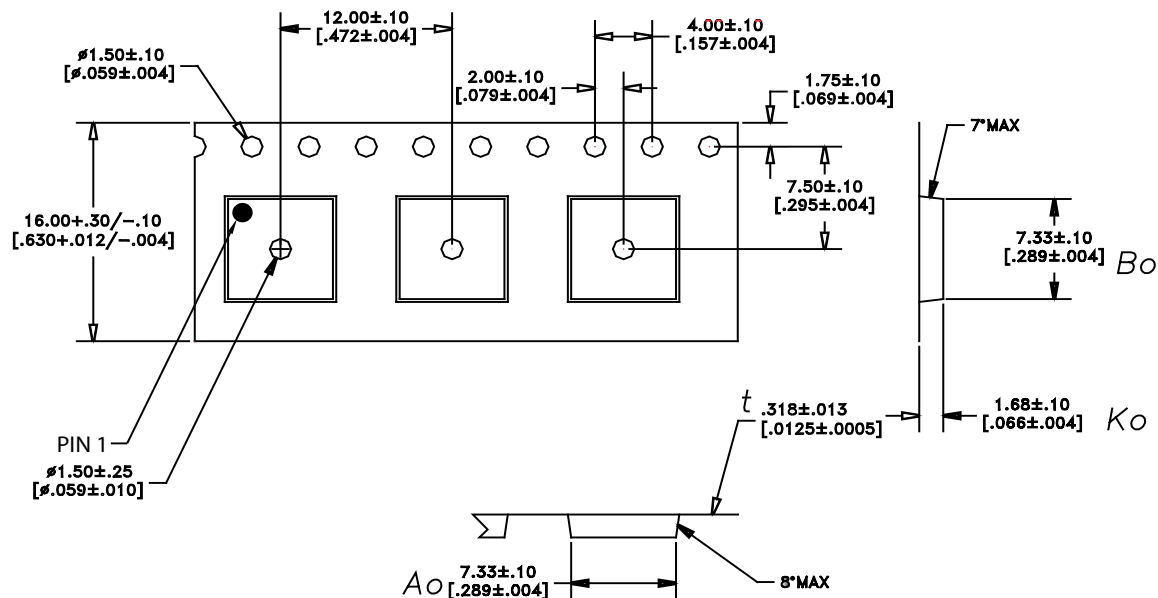 12.00±.10
[.472±.004]
4.00±.10
[.157±.004]
ø1.50±.10
[ø.059±.004]
2.00±.10
[.079±.004]
1.75±.10
[.069±.004]
7°MAX
7.50±.10
[.295±.004]
16.00+.30/-.10
[.630+.012/-.004]
7.33±.10
[.289±.004]
Bo
t
.318±.013
[.0125±.0005]
1.68±.10
[.066±.004]
Ko
PIN 1
ø1.50±.25
[ø.059±.010]
Ao
7.33±.10
[.289±.004]
8°MAX